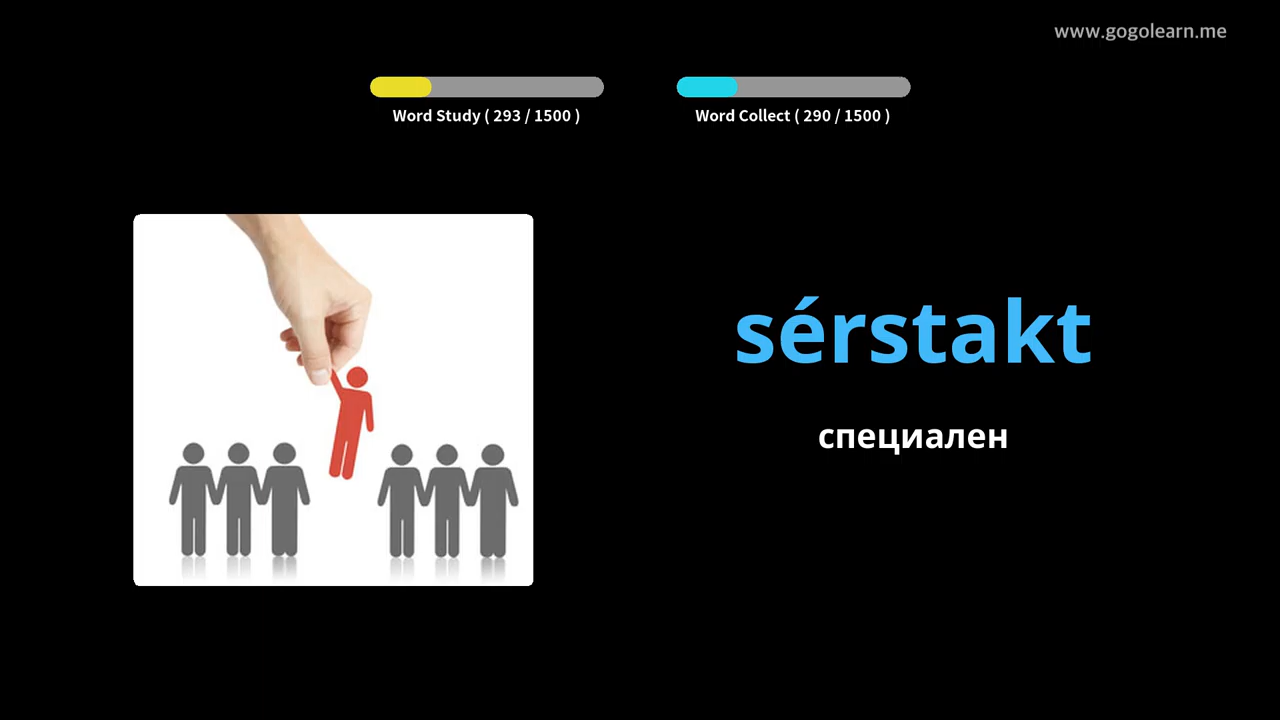 www.gogolearn.me
Word Study ( 293 / 1500 )
Word Collect ( 290 / 1500 )
sérstakt
специален